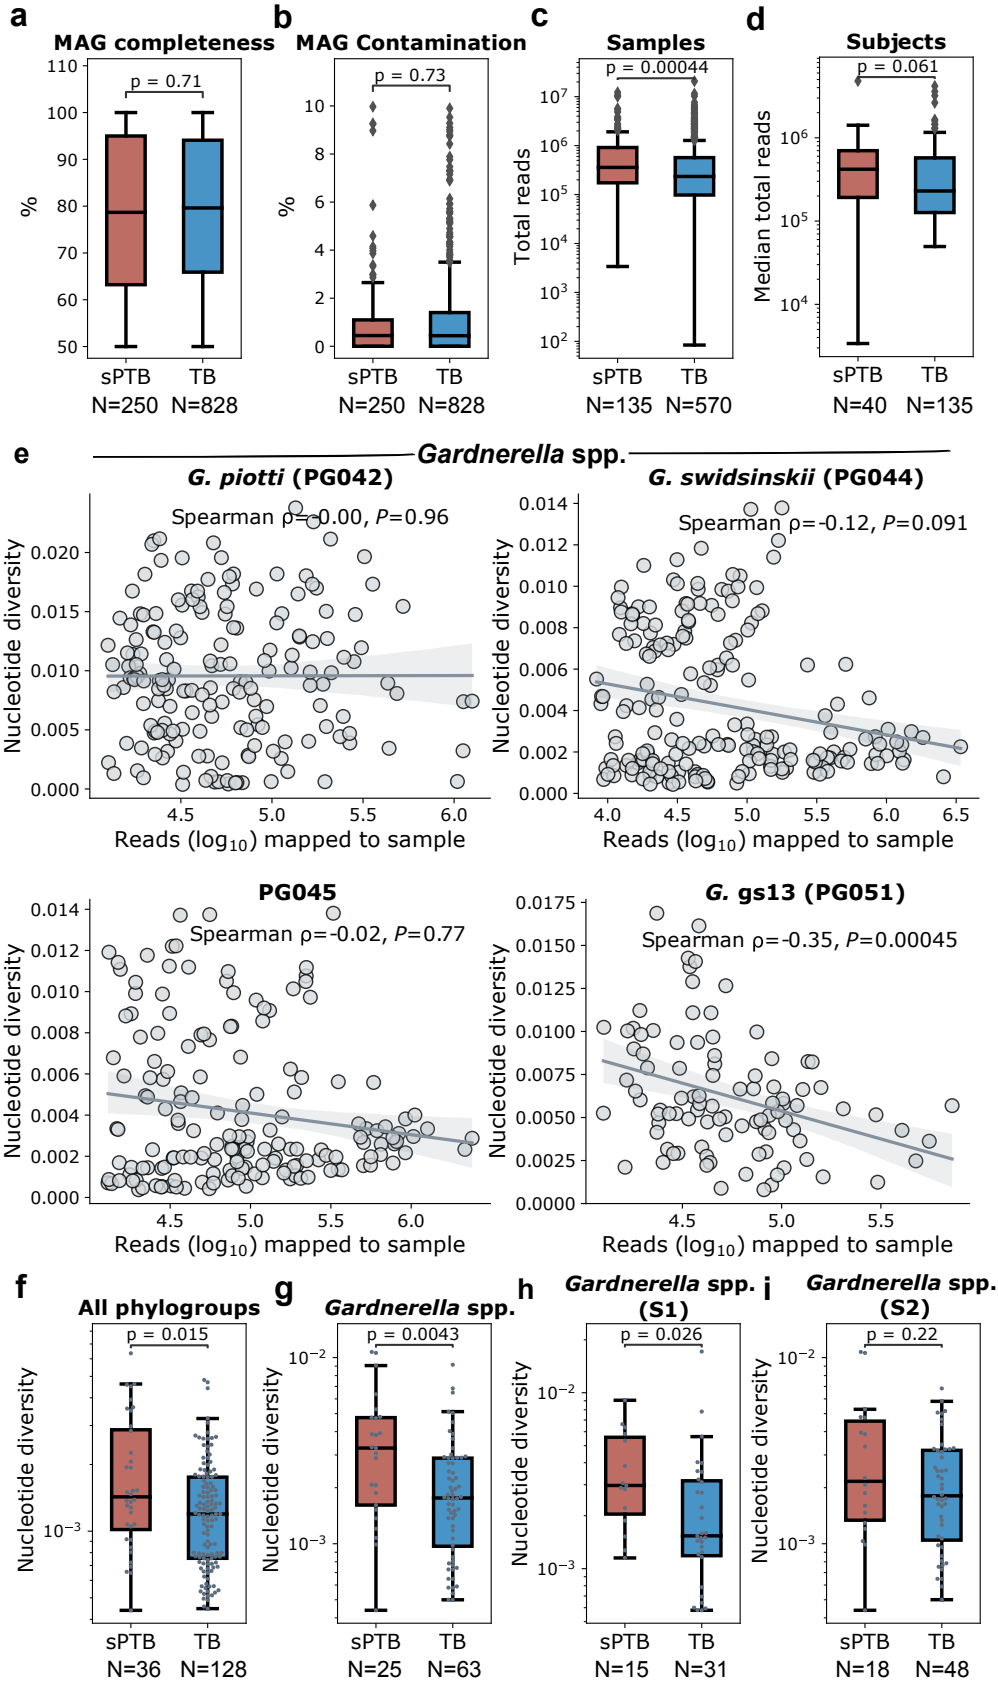 a
b
c
d
MAG completeness
MAG Contamination
Samples
Subjects
p = 0.71
p = 0.73
p = 0.00044
p = 0.061
110
100
90
80
70
60
50
%
10
8
6
4
2
0
%
10^7
10^6
10^5
10^4
10^3
10^2
Total reads
10^6
10^5
10^4
Median total reads
sPTB TB
N=250 N=828
sPTB TB
N=250 N=828
sPTB TB
N=135 N=570
sPTB TB
N=40 N=135
e
Gardnerella spp.
G. piotti (PG042)
Spearman ρ=-0.00, P=0.96
0.020
0.015
0.010
0.005
0.000
Nucleotide diversity
4.5 5.0 5.5 6.0
Reads (log10) mapped to sample
G. swidsinskii (PG044)
Spearman ρ=-0.12, P=0.091
0.014
0.012
0.010
0.008
0.006
0.004
0.002
0.000
Nucleotide diversity
4.0 4.5 5.0 5.5 6.0 6.5
Reads (log10) mapped to sample
PG045
Spearman ρ=-0.02, P=0.77
0.014
0.012
0.010
0.008
0.006
0.004
0.002
0.000
Nucleotide diversity
4.5 5.0 5.5 6.0
Reads (log10) mapped to sample
G. gs13 (PG051)
Spearman ρ=-0.35, P=0.00045
0.0175
0.0150
0.0125
0.0100
0.0075
0.0050
0.0025
0.0000
Nucleotide diversity
4.5 5.0 5.5
Reads (log10) mapped to sample
f
All phylogroups
p = 0.015
10^-3
Nucleotide diversity
sPTB TB
N=36 N=128
g
Gardnerella spp.
p = 0.0043
10^-2
10^-3
Nucleotide diversity
sPTB TB
N=25 N=63
h
Gardnerella spp.
(S1)
p = 0.026
10^-2
10^-3
Nucleotide diversity
sPTB TB
N=15 N=31
i
Gardnerella spp.
(S2)
p = 0.22
10^-2
10^-3
Nucleotide diversity
sPTB TB
N=18 N=48